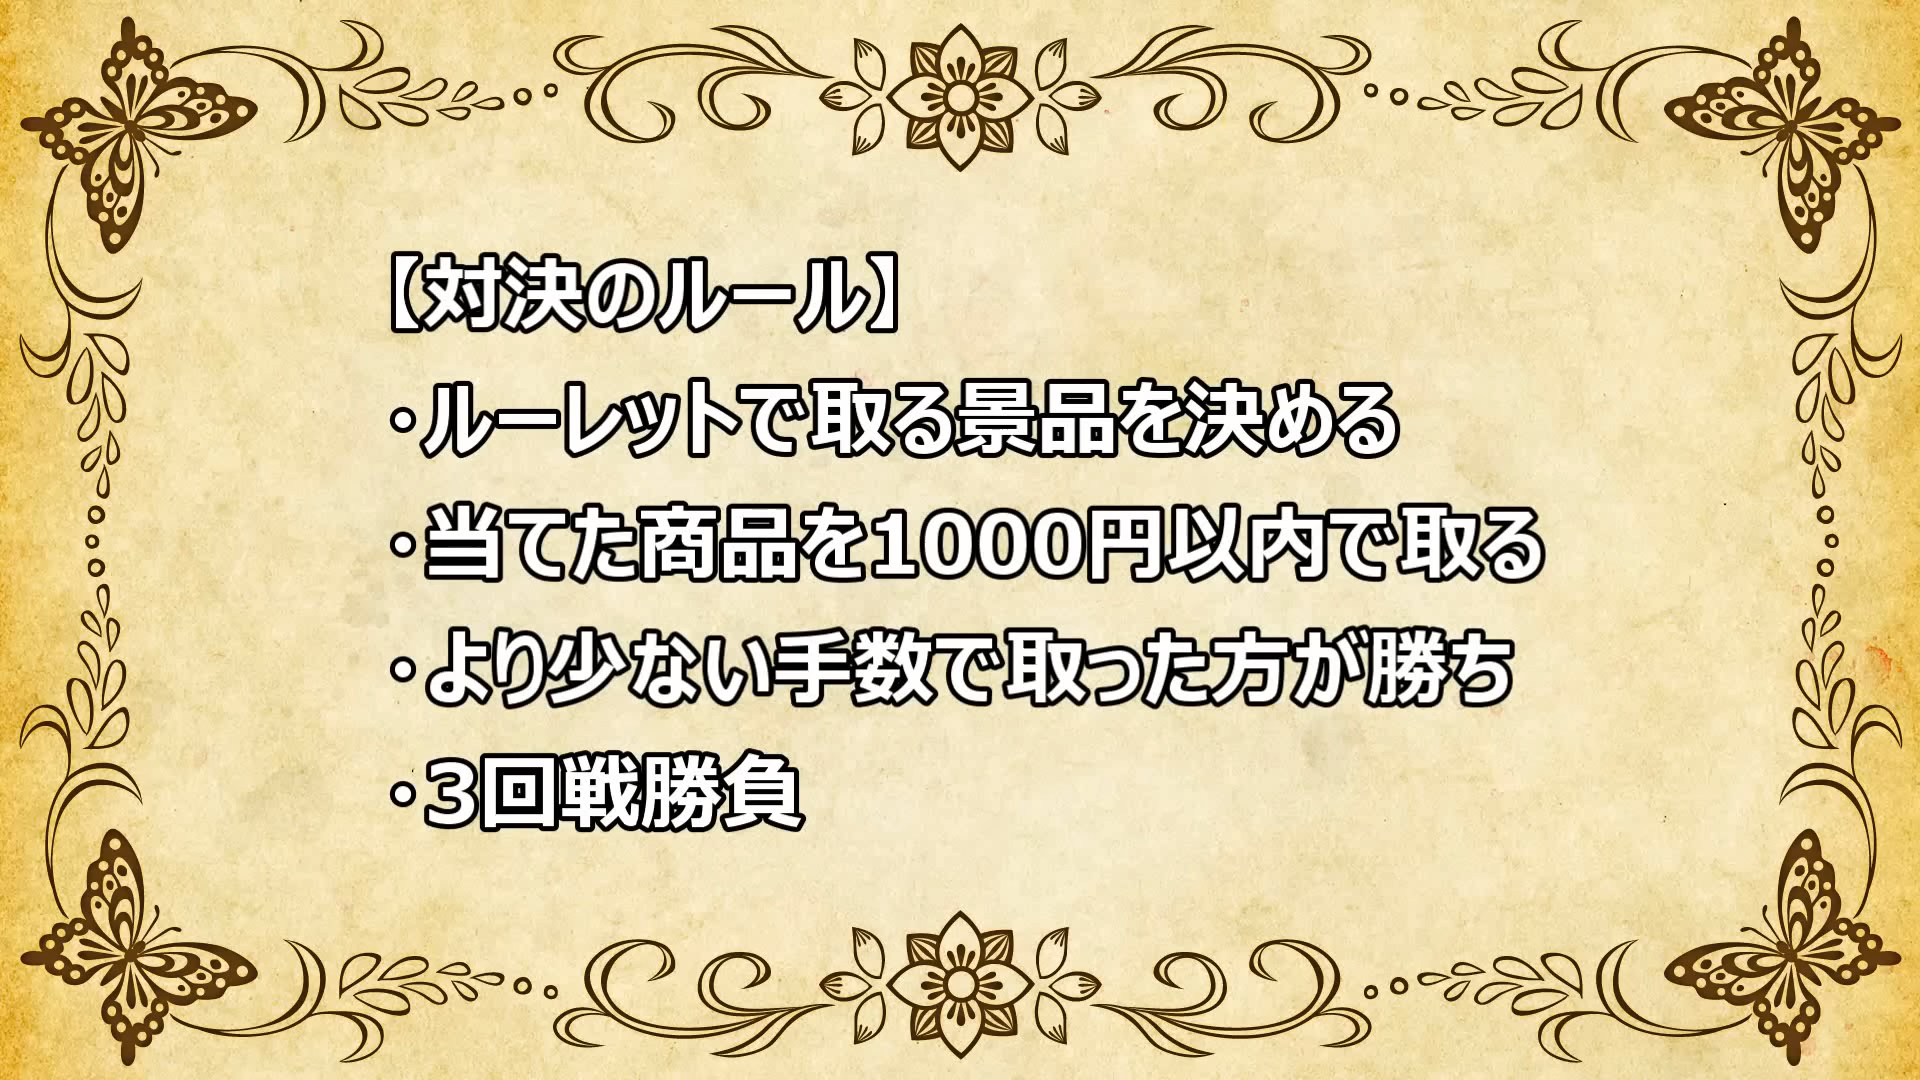 【対決のルール】
・ルーレットで取る景品を決める
・当てた商品を1000円以内で取る
・より少ない手数で取った方が勝ち
・3回戦勝負